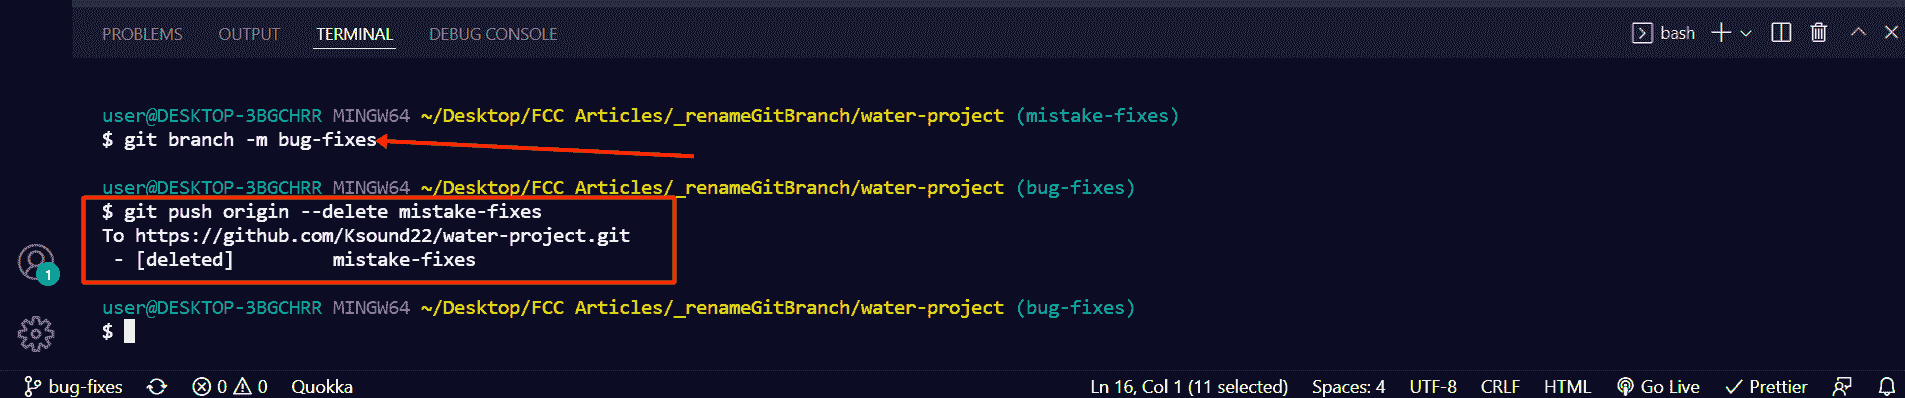 PROBLEMS OUTPUT TERMINAL DEBUG CONSOLE bash
user@DESKTOP-3BGCHRR MINGW64 ~/Desktop/FCC Articles/_renameGitBranch/water-project (mistake-fixes)
$ git branch -m bug-fixes
user@DESKTOP-3BGCHRR MINGW64 ~/Desktop/FCC Articles/_renameGitBranch/water-project (bug-fixes)
$ git push origin --delete mistake-fixes
To https://github.com/Ksound22/water-project.git
 - [deleted]         mistake-fixes
1
user@DESKTOP-3BGCHRR MINGW64 ~/Desktop/FCC Articles/_renameGitBranch/water-project (bug-fixes)
$
bug-fixes 0 0 Quokka Ln 16, Col 1 (11 selected) Spaces: 4 UTF-8 CRLF HTML Go Live Prettier